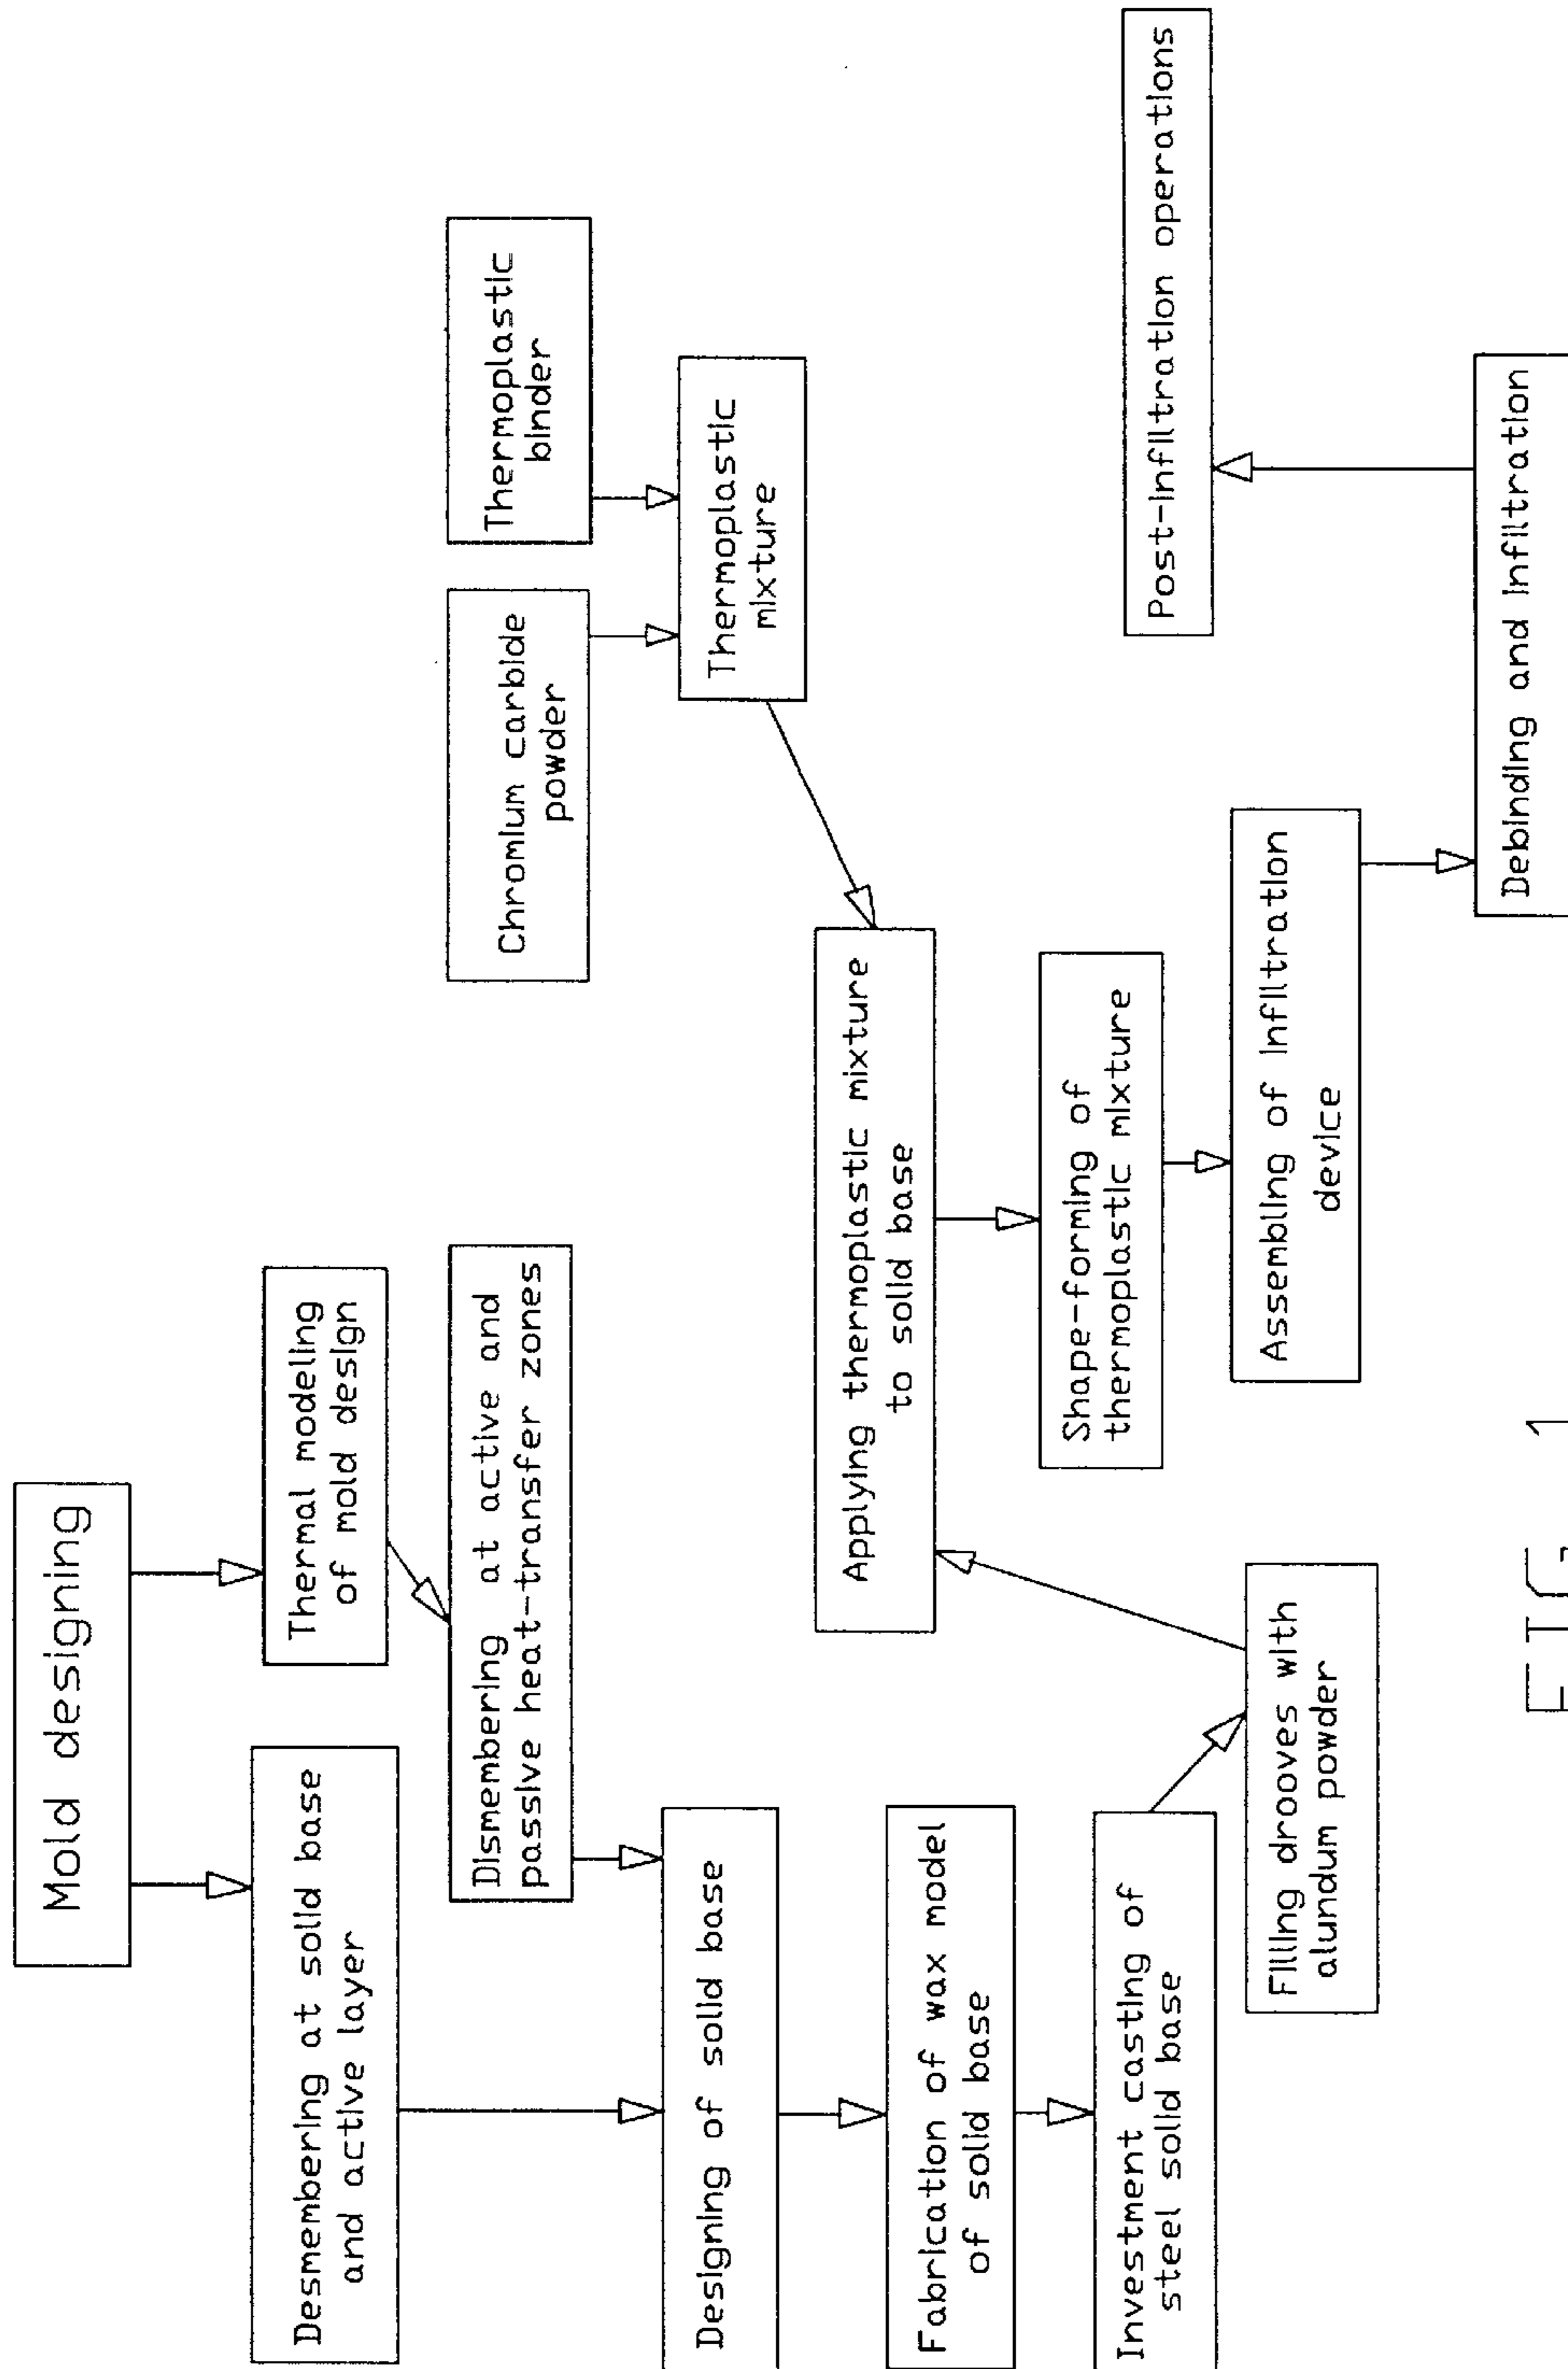 Mold designing
Desmembering at solid base
and active layer
Thermal modeling
of mold design
Dismembering at active and
passive heat-transfer zones
Designing of solid base
Fabrication of wax model
of solid base
Investment casting of
steel solid base
Filling drooves with
alundum powder
Chromium carbide
powder
Thermoplastic
binder
Thermoplastic
mixture
Applying thermoplastic mixture
to solid base
Shape-forming of
thermoplastic mixture
Assembling of infiltration
device
Debinding and infiltration
Post-infiltration operations
FIG. 1